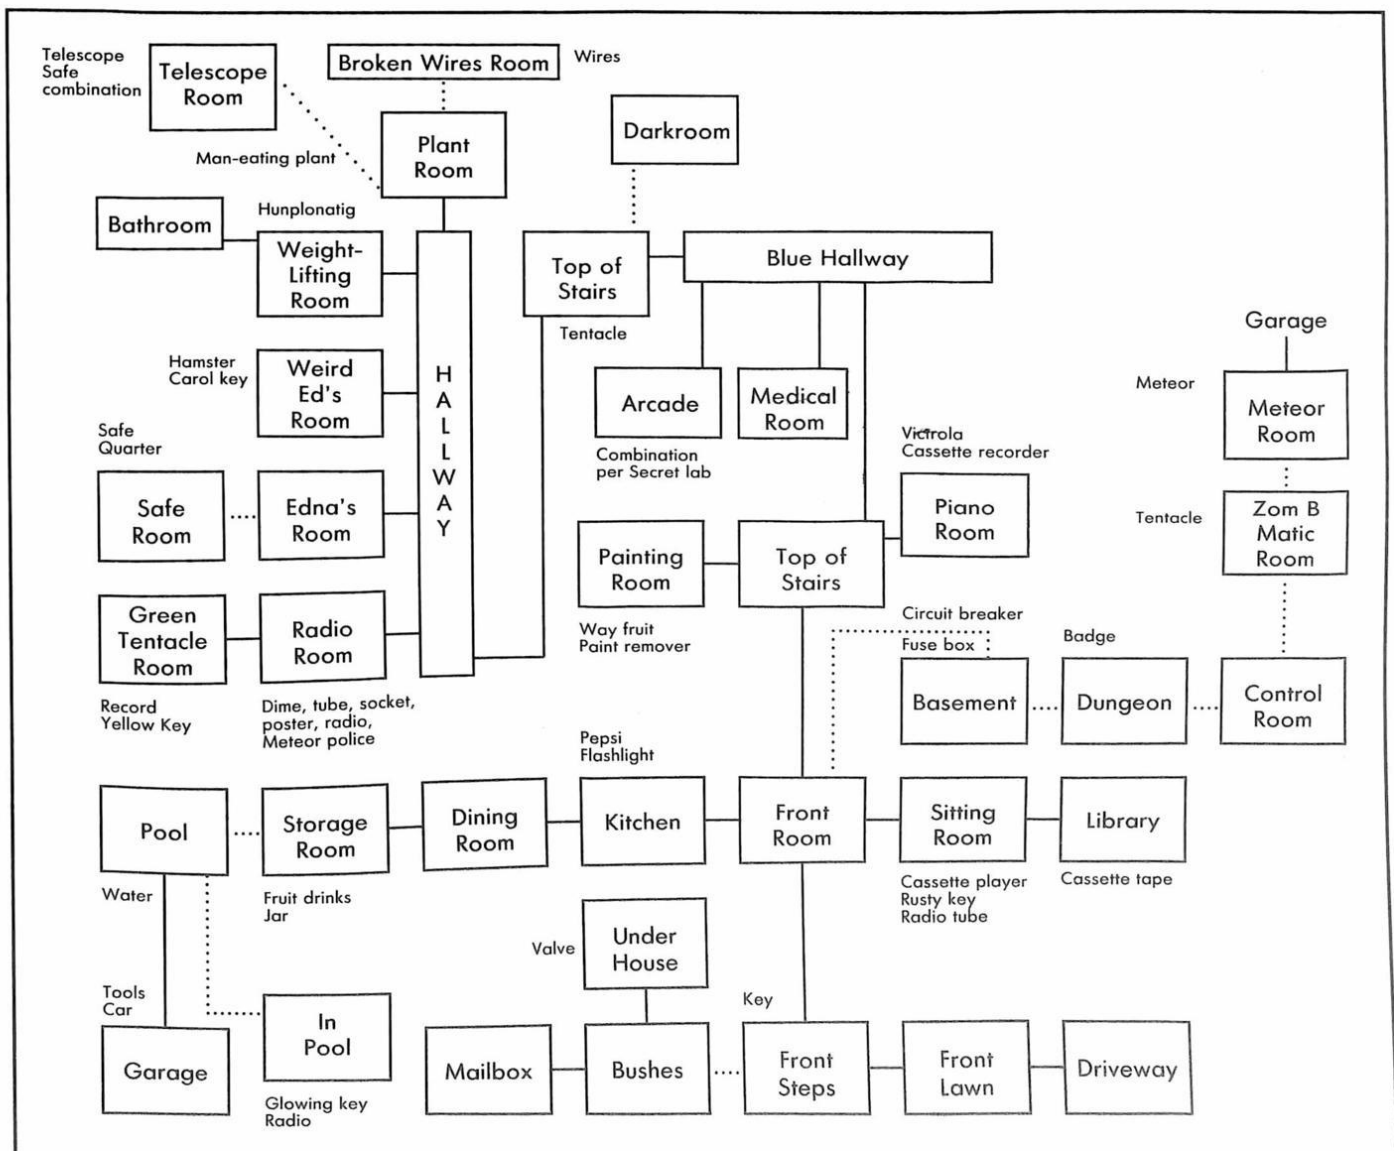 Telescope
Safe
combination
Telescope
Room
Broken Wires Room
Wires
Darkroom
Man-eating plant
Plant
Room
Bathroom
Hunplonatig
Weight-
Lifting
Room
Top of
Stairs
Tentacle
Blue Hallway
Garage
Hamster
Carol key
Weird
Ed's
Room
H
A
L
L
W
A
Y
Arcade
Combination
per Secret lab
Medical
Room
Meteor
Meteor
Room
Safe
Quarter
Safe
Room
Edna's
Room
Victrola
Cassette recorder
Piano
Room
Tentacle
Zom B
Matic
Room
Painting
Room
Way fruit
Paint remover
Top of
Stairs
Green
Tentacle
Room
Record
Yellow Key
Radio
Room
Dime, tube, socket,
poster, radio,
Meteor police
Circuit breaker
Fuse box
Basement
Badge
Dungeon
Control
Room
Pool
Water
Storage
Room
Fruit drinks
Jar
Dining
Room
Pepsi
Flashlight
Kitchen
Front
Room
Sitting
Room
Cassette player
Rusty key
Radio tube
Library
Cassette tape
Valve
Under
House
Tools
Car
Garage
In
Pool
Glowing key
Radio
Mailbox
Bushes
Key
Front
Steps
Front
Lawn
Driveway